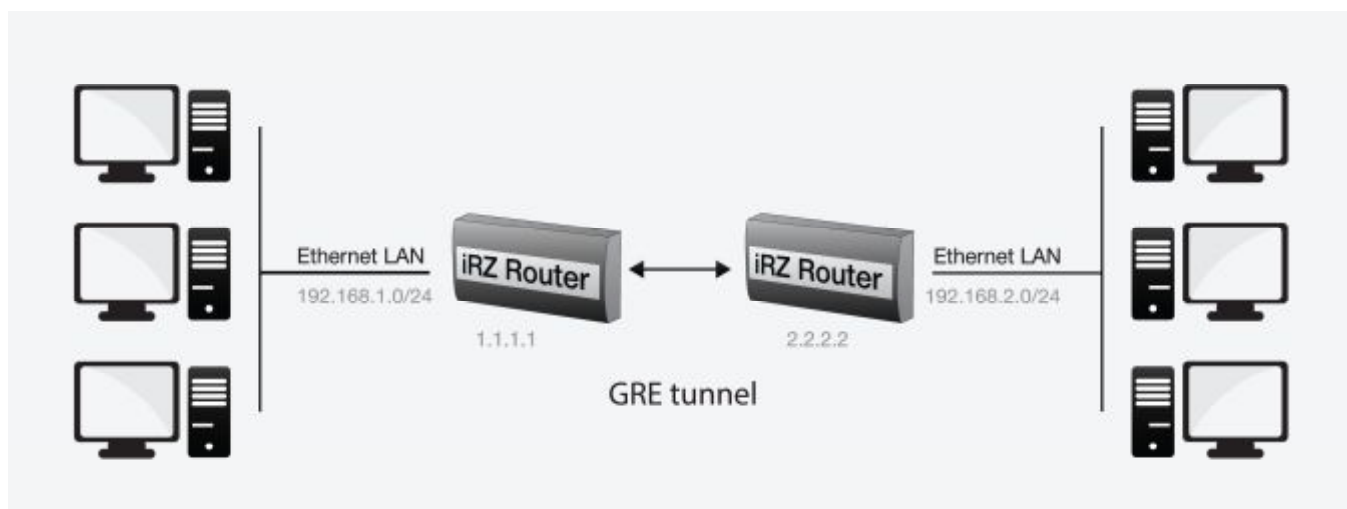 Ethernet LAN
192.168.1.0/24
iRZ Router
1.1.1.1
iRZ Router
2.2.2.2
Ethernet LAN
192.168.2.0/24
GRE tunnel